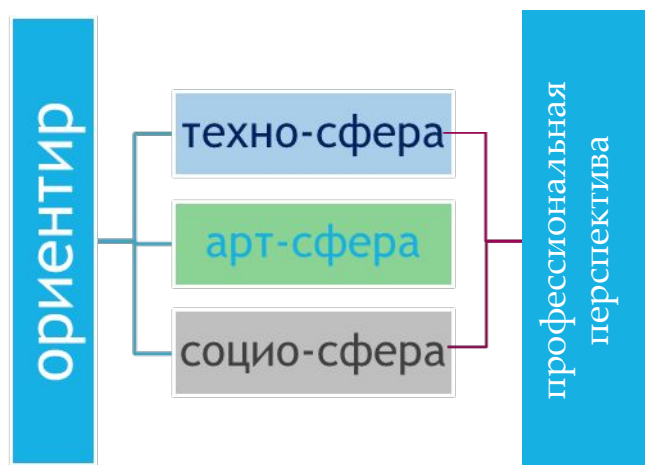 ориентир
техно-сфера
арт-сфера
социо-сфера
профессиональная
перспектива